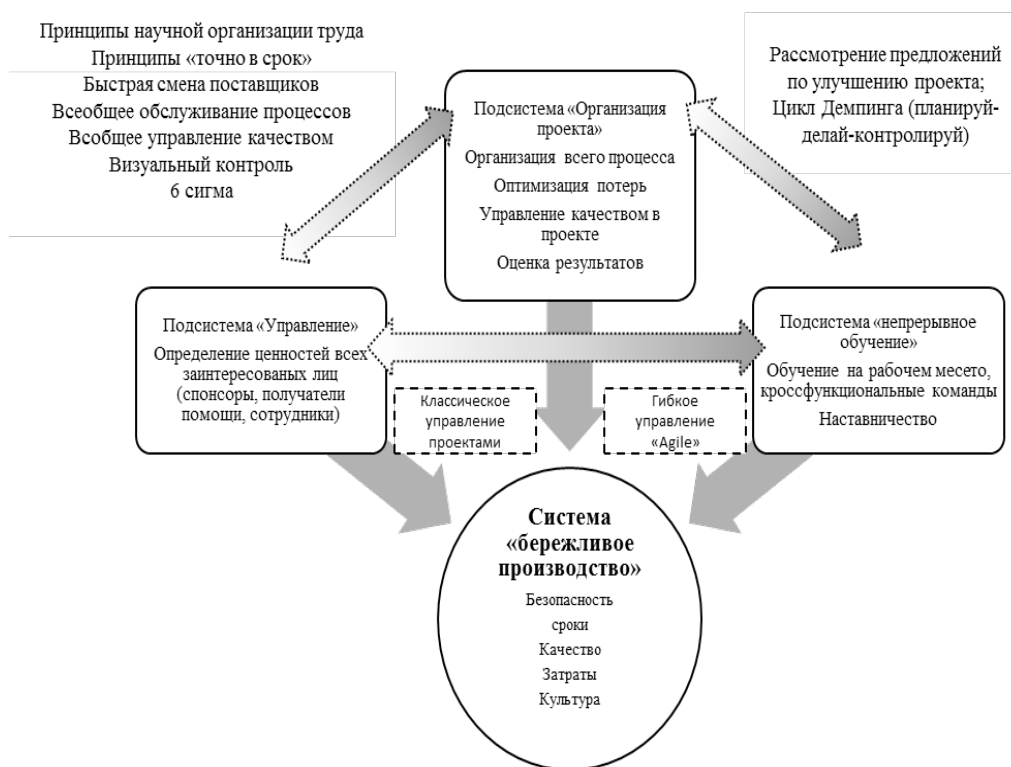 Принципы научной организации труда
Принципы «точно в срок»
Быстрая смена поставщиков
Всеобщее обслуживание процессов
Всобщее управление качеством
Визуальный контроль
6 сигма
Подсистема «Организация
проекта»
Организация всего процесса
Оптимизация потерь
Управление качеством в
проекте
Оценка результатов
Рассмотрение предложений
по улучшению проекта;
Цикл Демпинга (планируй-
делай-контролируй)
Подсистема «Управление»
Определение ценностей всех
заинтересованых лиц
(спонсоры, получатели
помощи, сотрудники)
Подсистема «непрерывное
обучение»
Обучение на рабочем месето,
кроссфункциональные команды
Наставничество
Классическое
управление
проектами
Гибкое
управление
«Agile»
Система
«бережливое
производство»
Безопасность
сроки
Качество
Затраты
Культура